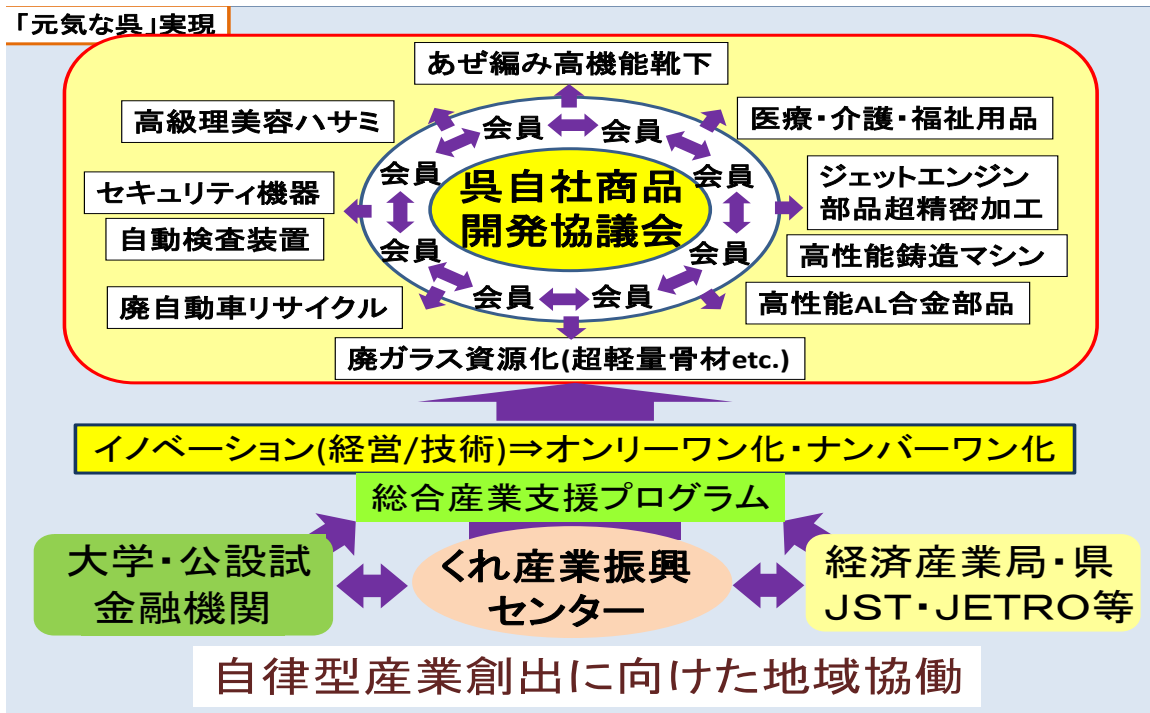 「元気な呉」実現
あぜ編み高機能靴下
高級理美容ハサミ
医療・介護・福祉用品
セキュリティ機器
ジェットエンジン
部品超精密加工
自動検査装置
高性能鋳造マシン
廃自動車リサイクル
高性能AL合金部品
廃ガラス資源化(超軽量骨材etc.)
会員
会員
会員
会員
会員
会員
会員
会員
呉自社商品
開発協議会
イノベーション(経営/技術)⇒オンリーワン化・ナンバーワン化
総合産業支援プログラム
大学・公設試
金融機関
くれ産業振興
センター
経済産業局・県
JST・JETRO等
自律型産業創出に向けた地域協働